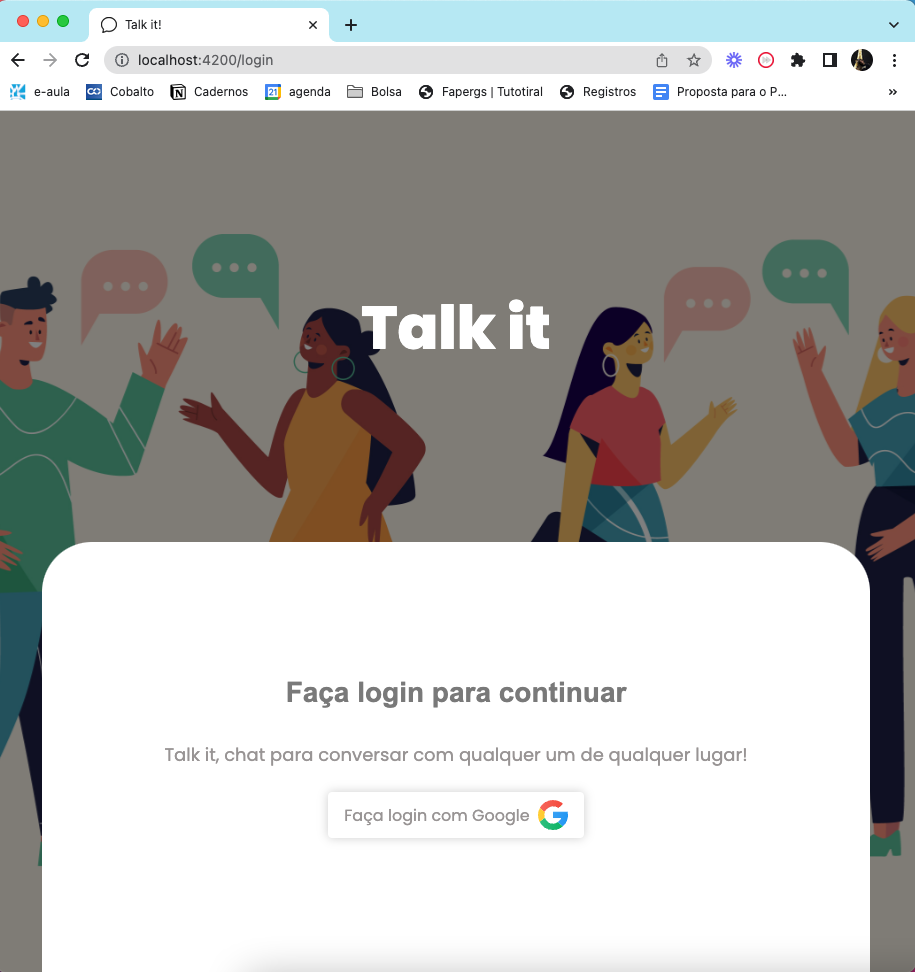 Talk it!
localhost:4200/login
e-aula Cobalto Cadernos 21 agenda Bolsa Fapergs | Tutotiral Registros Proposta para o P... »
Talk it
Faça login para continuar
Talk it, chat para conversar com qualquer um de qualquer lugar!
Faça login com Google G